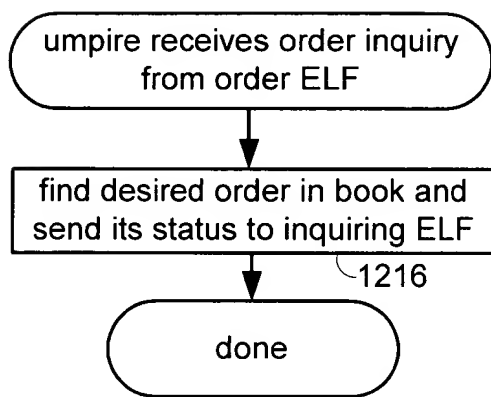 umpire receives order inquiry
from order ELF
find desired order in book and
send its status to inquiring ELF
1216
done